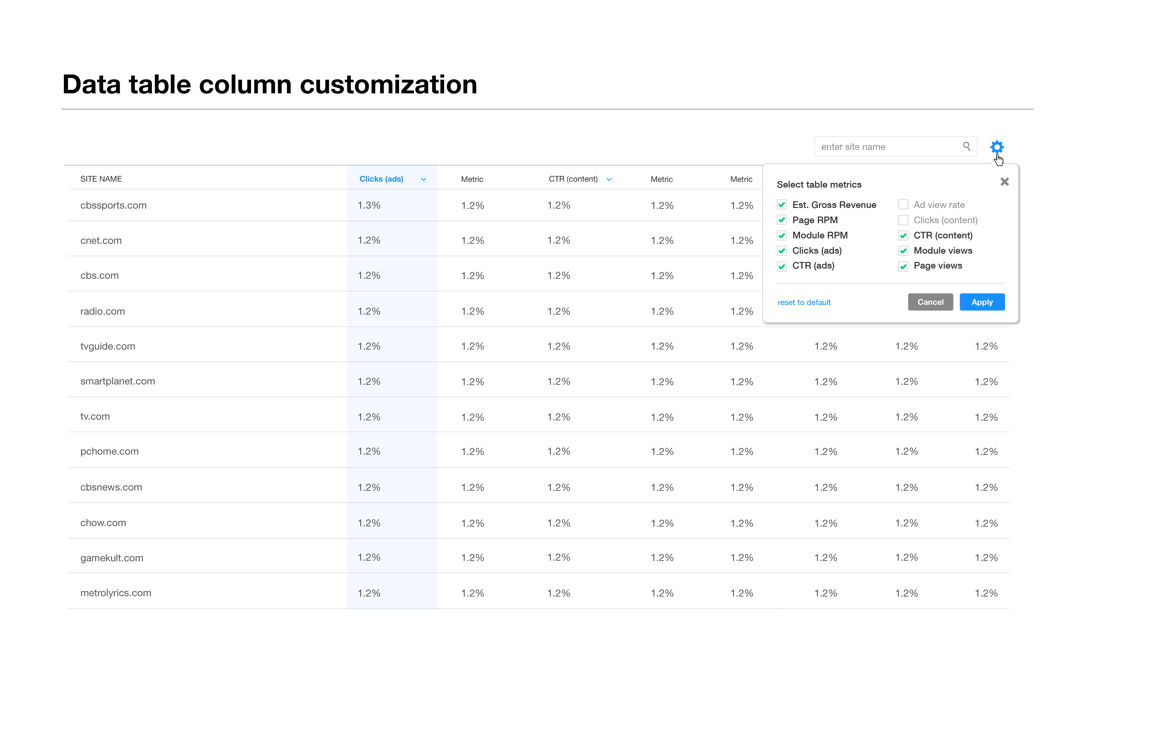 Data table column customization
enter site name
SITE NAME Clicks (ads) Metric CTR (content) Metric Metric
Select table metrics
Est. Gross Revenue Ad view rate
Page RPM Clicks (content)
Module RPM CTR (content)
Clicks (ads) Module views
CTR (ads) Page views
reset to default Cancel Apply
cbssports.com 1.3% 1.2% 1.2% 1.2% 1.2%
cnet.com 1.2% 1.2% 1.2% 1.2% 1.2%
cbs.com 1.2% 1.2% 1.2% 1.2% 1.2%
radio.com 1.2% 1.2% 1.2% 1.2% 1.2%
tvguide.com 1.2% 1.2% 1.2% 1.2% 1.2% 1.2% 1.2% 1.2%
smartplanet.com 1.2% 1.2% 1.2% 1.2% 1.2% 1.2% 1.2% 1.2%
tv.com 1.2% 1.2% 1.2% 1.2% 1.2% 1.2% 1.2% 1.2%
pchome.com 1.2% 1.2% 1.2% 1.2% 1.2% 1.2% 1.2% 1.2%
cbsnews.com 1.2% 1.2% 1.2% 1.2% 1.2% 1.2% 1.2% 1.2%
chow.com 1.2% 1.2% 1.2% 1.2% 1.2% 1.2% 1.2% 1.2%
gamekult.com 1.2% 1.2% 1.2% 1.2% 1.2% 1.2% 1.2% 1.2%
metrolyrics.com 1.2% 1.2% 1.2% 1.2% 1.2% 1.2% 1.2% 1.2%